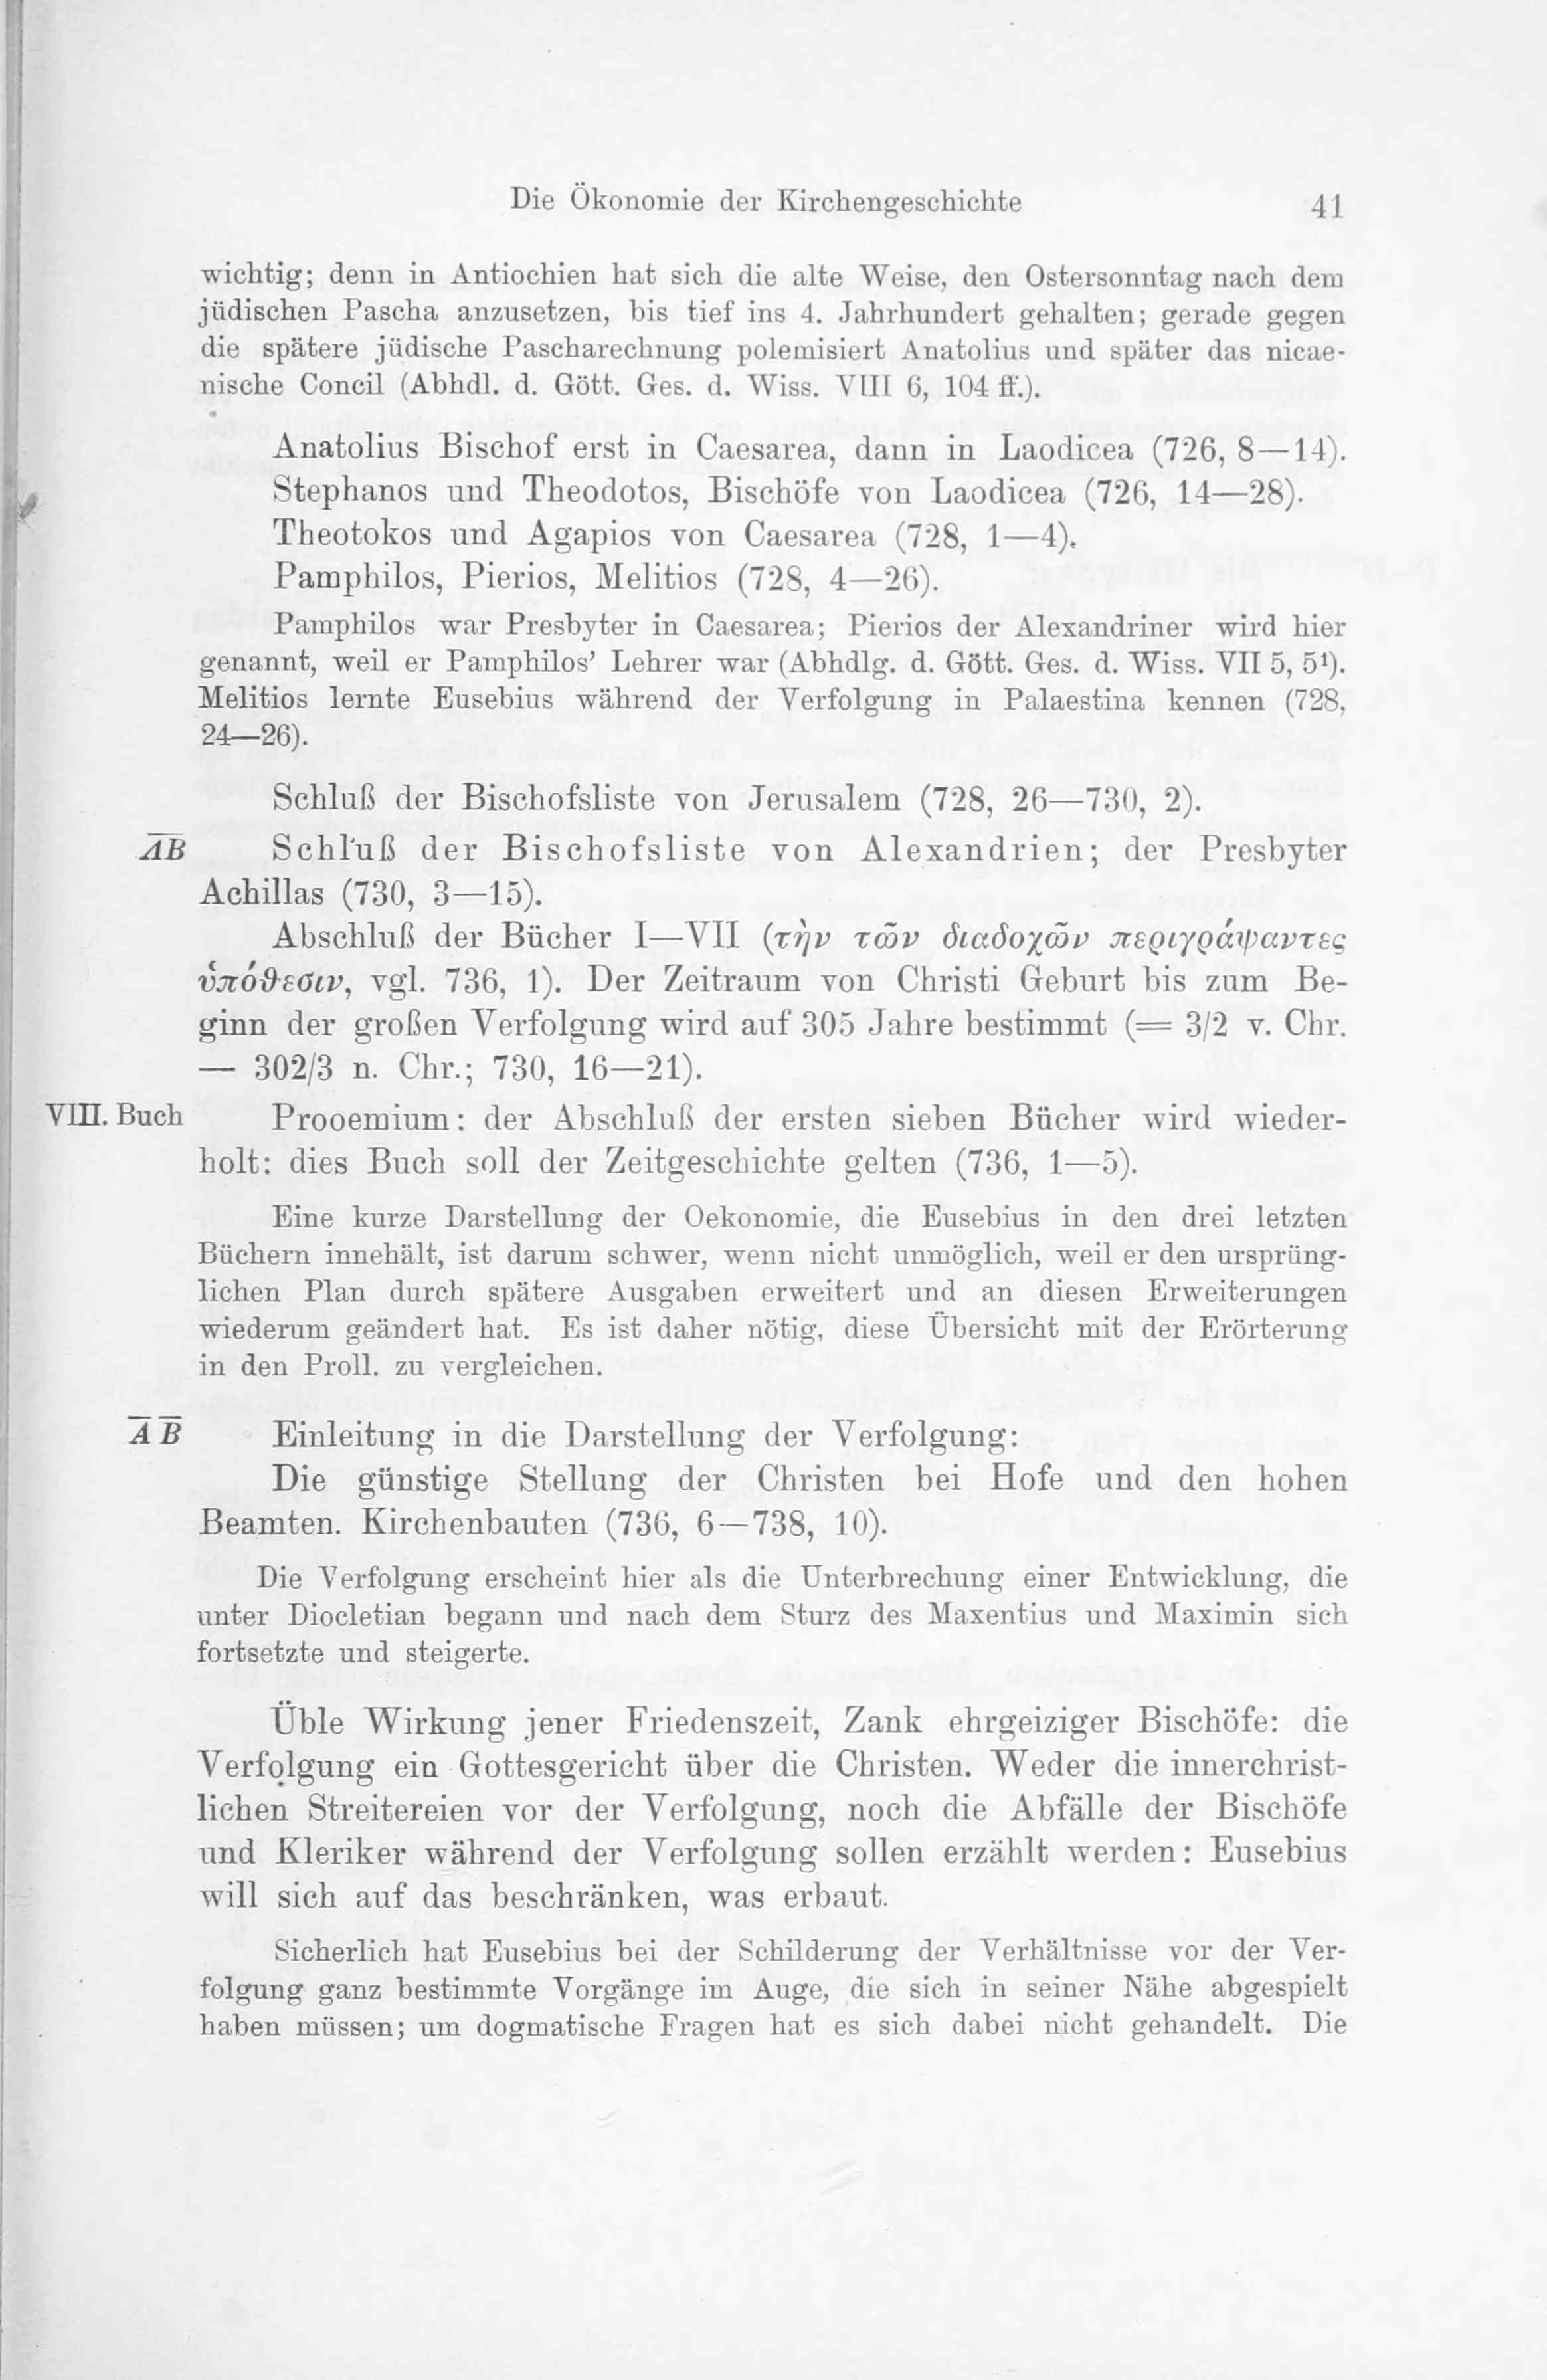 Die Ökonomie der Kirchengeschichte 41
wichtig; denn in Antiochien hat sich die alte Weise, den Ostersonntag nach dem
jüdischen Pascha anzusetzen, bis tief ins 4. Jahrhundert gehalten; gerade gegen
die spätere jüdische Pascharechnung polemisiert Anatolius und später das nicae-
nische Concil (Abhdl. d. Gött. Ges. d. Wiss. VIII 6, 104 ff.).
Anatolius Bischof erst in Caesarea, dann in Laodicea (726, 8—14).
Stephanos und Theodotos, Bischöfe von Laodicea (726, 14—28).
Theotokos und Agapios von Caesarea (728, 1—4).
Pamphilos, Pierios, Melitios (728, 4—26).
Pamphilos war Presbyter in Caesarea; Pierios der Alexandriner wird hier
genannt, weil er Pamphilos’ Lehrer war (Abhdlg. d. Gött. Ges. d. Wiss. VII 5, 5¹).
Melitios lernte Eusebius während der Verfolgung in Palaestina kennen (728,
24—26).
Schluß der Bischofsliste von Jerusalem (728, 26—730, 2).
A̅B̅ Schluß der Bischofsliste von Alexandrien; der Presbyter
Achillas (730, 3—15).
Abschluß der Bücher I—VII (τὴν τῶν διαδοχῶν περιγράψαντες
ὑπόθεσιν, vgl. 736, 1). Der Zeitraum von Christi Geburt bis zum Be-
ginn der großen Verfolgung wird auf 305 Jahre bestimmt (= 3/2 v. Chr.
— 302/3 n. Chr.; 730, 16—21).
VIII. Buch Prooemium: der Abschluß der ersten sieben Bücher wird wieder-
holt: dies Buch soll der Zeitgeschichte gelten (736, 1—5).
Eine kurze Darstellung der Oekonomie, die Eusebius in den drei letzten
Büchern innehält, ist darum schwer, wenn nicht unmöglich, weil er den ursprüng-
lichen Plan durch spätere Ausgaben erweitert und an diesen Erweiterungen
wiederum geändert hat. Es ist daher nötig, diese Übersicht mit der Erörterung
in den Proll. zu vergleichen.
A̅ B̅ Einleitung in die Darstellung der Verfolgung:
Die günstige Stellung der Christen bei Hofe und den hohen
Beamten. Kirchenbauten (736, 6—738, 10).
Die Verfolgung erscheint hier als die Unterbrechung einer Entwicklung, die
unter Diocletian begann und nach dem Sturz des Maxentius und Maximin sich
fortsetzte und steigerte.
Üble Wirkung jener Friedenszeit, Zank ehrgeiziger Bischöfe: die
Verfolgung ein Gottesgericht über die Christen. Weder die innerchrist-
lichen Streitereien vor der Verfolgung, noch die Abfälle der Bischöfe
und Kleriker während der Verfolgung sollen erzählt werden: Eusebius
will sich auf das beschränken, was erbaut.
Sicherlich hat Eusebius bei der Schilderung der Verhältnisse vor der Ver-
folgung ganz bestimmte Vorgänge im Auge, die sich in seiner Nähe abgespielt
haben müssen; um dogmatische Fragen hat es sich dabei nicht gehandelt. Die